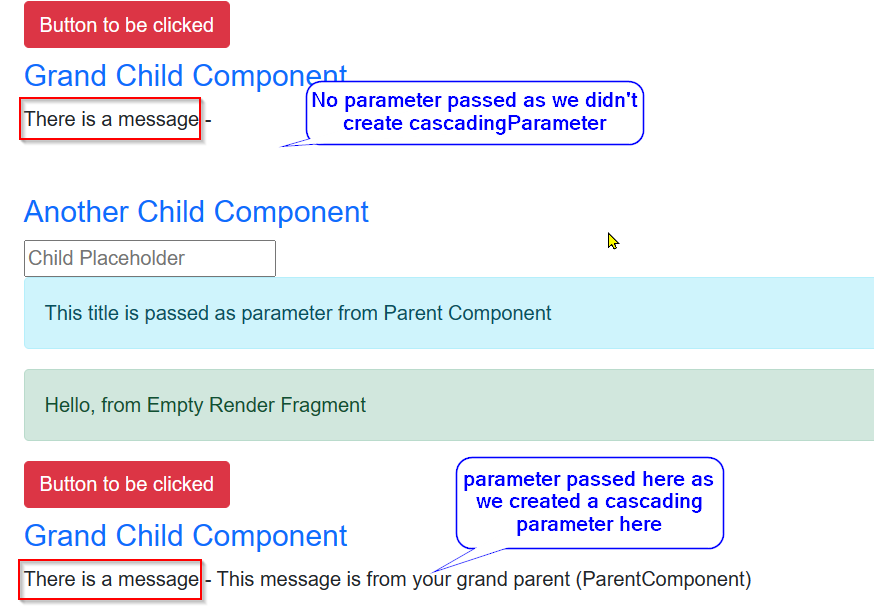 Button to be clicked
Grand Child Component
No parameter passed as we didn't
create cascadingParameter
There is a message -
Another Child Component
Child Placeholder
This title is passed as parameter from Parent Component
Hello, from Empty Render Fragment
Button to be clicked
parameter passed here as
we created a cascading
parameter here
Grand Child Component
There is a message - This message is from your grand parent (ParentComponent)